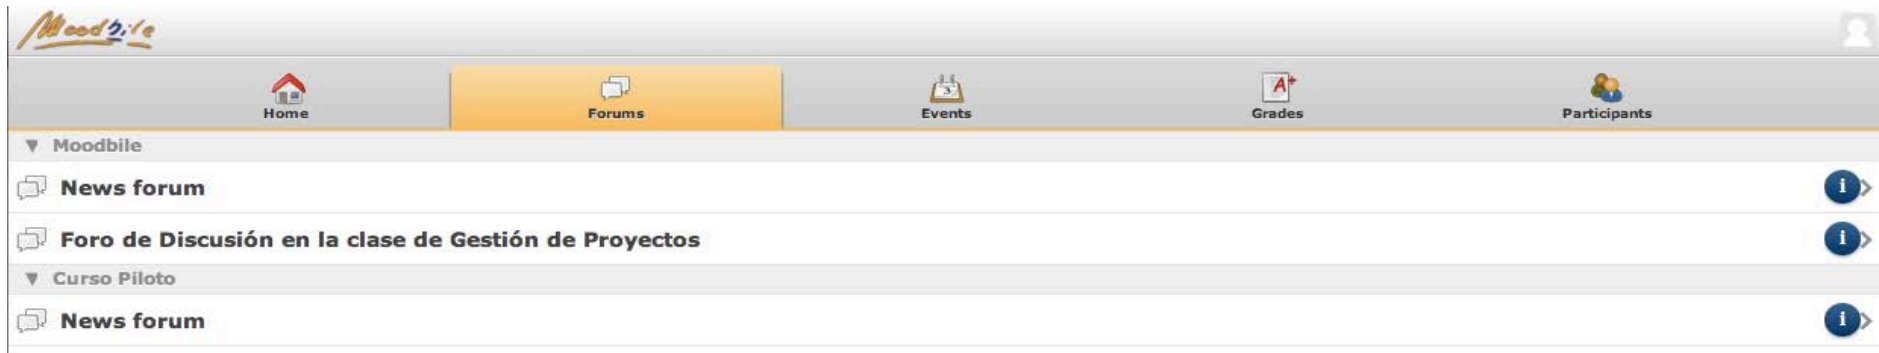 Moodbile
Home Forums Events Grades Participants
Moodbile
News forum
Foro de Discusión en la clase de Gestión de Proyectos
Curso Piloto
News forum